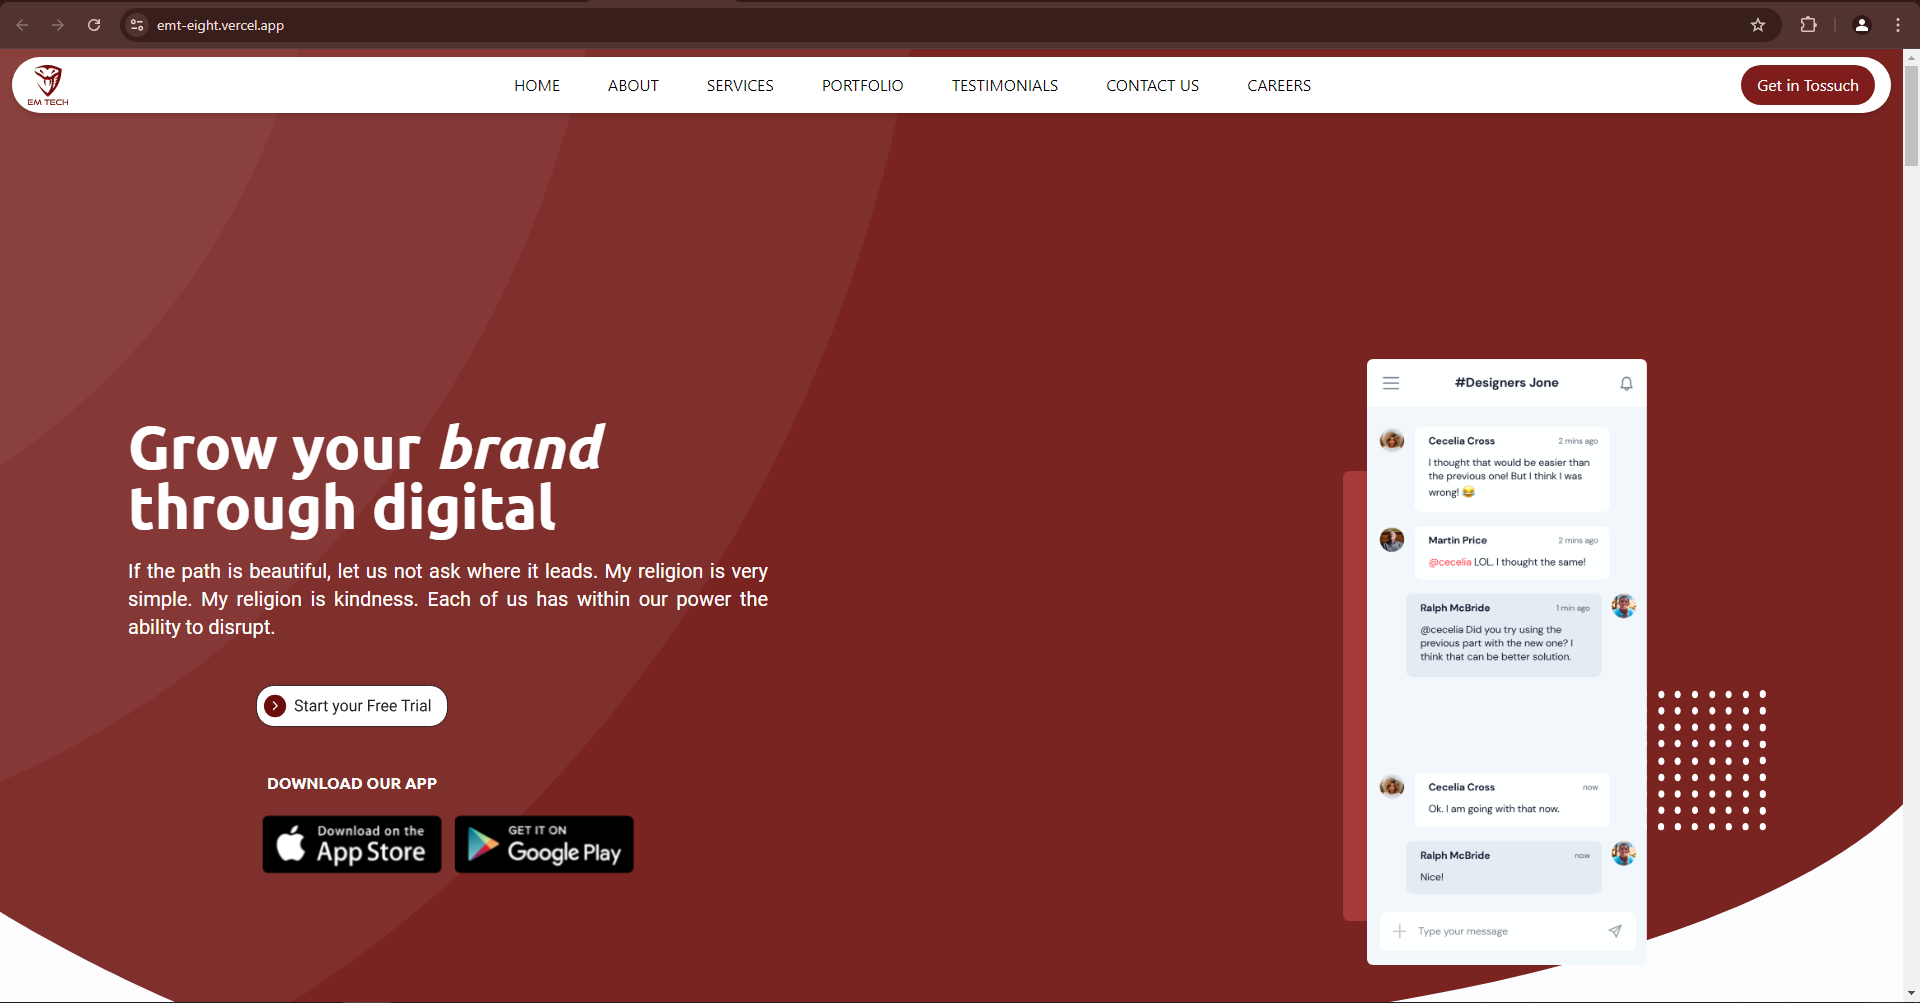 emt-eight.vercel.app
EM TECH
HOME ABOUT SERVICES PORTFOLIO TESTIMONIALS CONTACT US CAREERS
Get in Tossuch
Grow your brand
through digital
If the path is beautiful, let us not ask where it leads. My religion is very
simple. My religion is kindness. Each of us has within our power the
ability to disrupt.
Start your Free Trial
DOWNLOAD OUR APP
Download on the
App Store
GET IT ON
Google Play
#Designers Jone
Cecelia Cross 2 mins ago
I thought that would be easier than
the previous one! But I think I was
wrong! 😂
Martin Price 2 mins ago
@cecelia LOL. I thought the same!
Ralph McBride 1 min ago
@cecelia Did you try using the
previous part with the new one? I
think that can be better solution.
Cecelia Cross now
Ok. I am going with that now.
Ralph McBride now
Nice!
Type your message